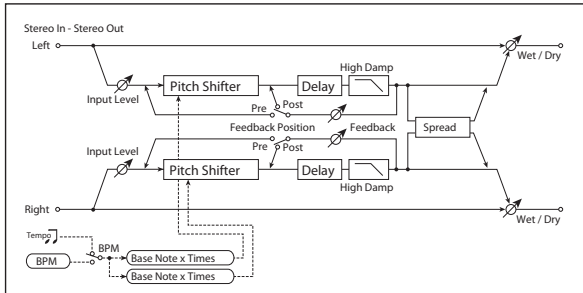 Stereo In - Stereo Out
Left
Wet / Dry
High Damp
Pitch Shifter
Delay
Input Level
Pre
Post
Feedback Position
Feedback
Spread
Input Level
Pre
Post
Pitch Shifter
Delay
High Damp
Right
Wet / Dry
Tempo
BPM
BPM
Base Note x Times
Base Note x Times